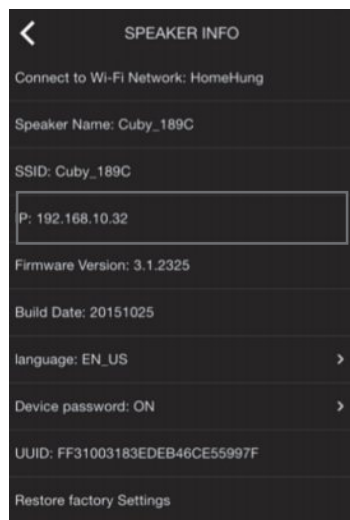 SPEAKER INFO
Connect to Wi-Fi Network: HomeHung
Speaker Name: Cuby_189C
SSID: Cuby_189C
P: 192.168.10.32
Firmware Version: 3.1.2325
Build Date: 20151025
language: EN_US
Device password: ON
UUID: FF31003183EDEB46CE55997F
Restore factory Settings